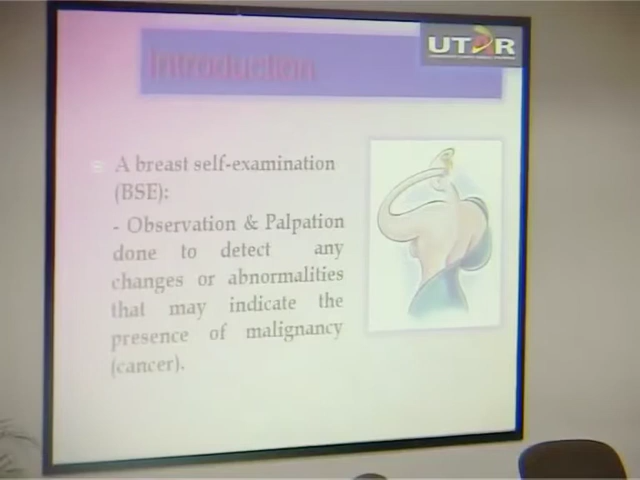 UTAR
Introduction
A breast self-examination
(BSE):
- Observation & Palpation
done to detect any
changes or abnormalities
that may indicate the
presence of malignancy
(cancer).